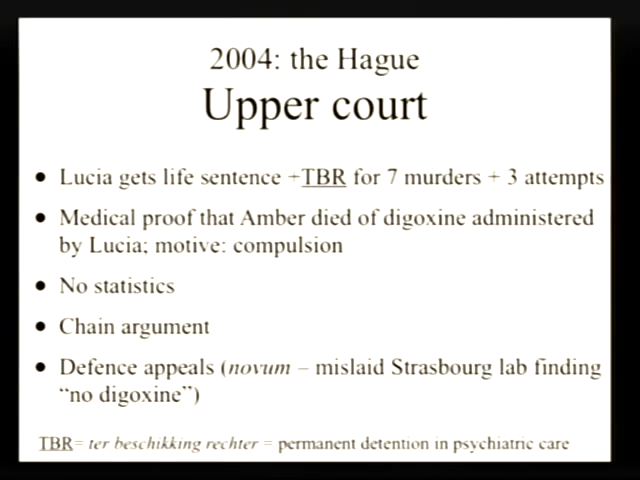 2004: the Hague
Upper court
• Lucia gets life sentence +TBR for 7 murders + 3 attempts
• Medical proof that Amber died of digoxine administered
by Lucia; motive: compulsion
• No statistics
• Chain argument
• Defence appeals (novum – mislaid Strasbourg lab finding
“no digoxine”)
TBR= ter beschikking rechter = permanent detention in psychiatric care